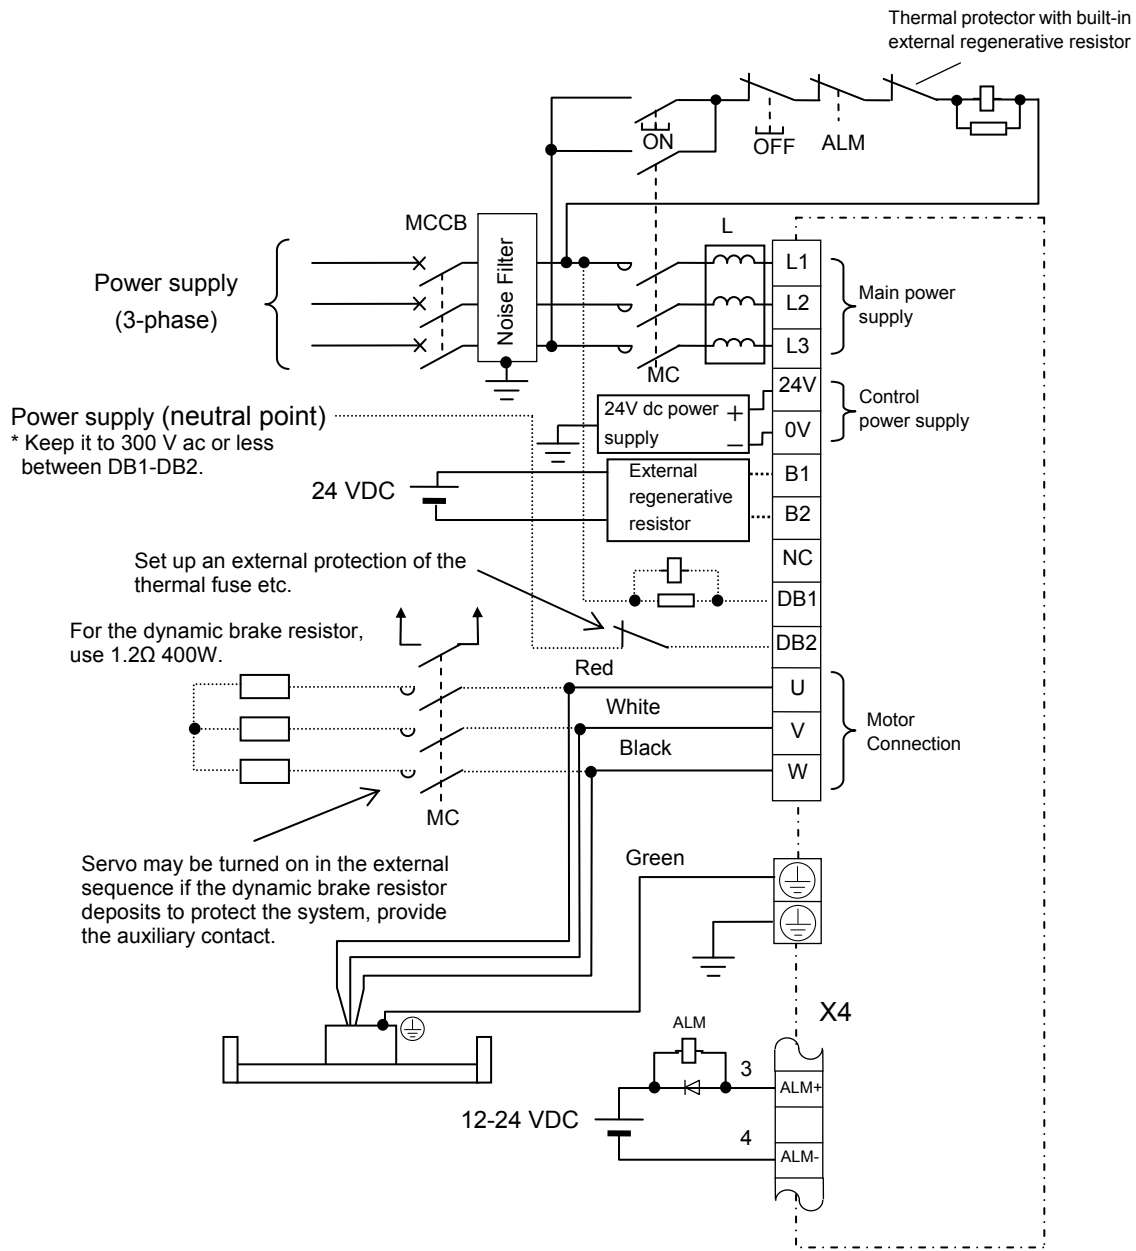 Thermal protector with built-in
external regenerative resistor
ON
OFF
ALM
MCCB
Noise Filter
L
L1
Power supply
(3-phase)
L2
Main power
supply
L3
MC
24V
Power supply (neutral point)
* Keep it to 300 V ac or less
between DB1-DB2.
24V dc power
supply
+
−
0V
Control
power supply
24 VDC
External
regenerative
resistor
B1
B2
NC
Set up an external protection of the
thermal fuse etc.
DB1
For the dynamic brake resistor,
use 1.2Ω 400W.
DB2
Red
U
White
V
Motor
Connection
Black
W
MC
Servo may be turned on in the external
sequence if the dynamic brake resistor
deposits to protect the system, provide
the auxiliary contact.
Green
X4
ALM
3
ALM+
12-24 VDC
4
ALM-